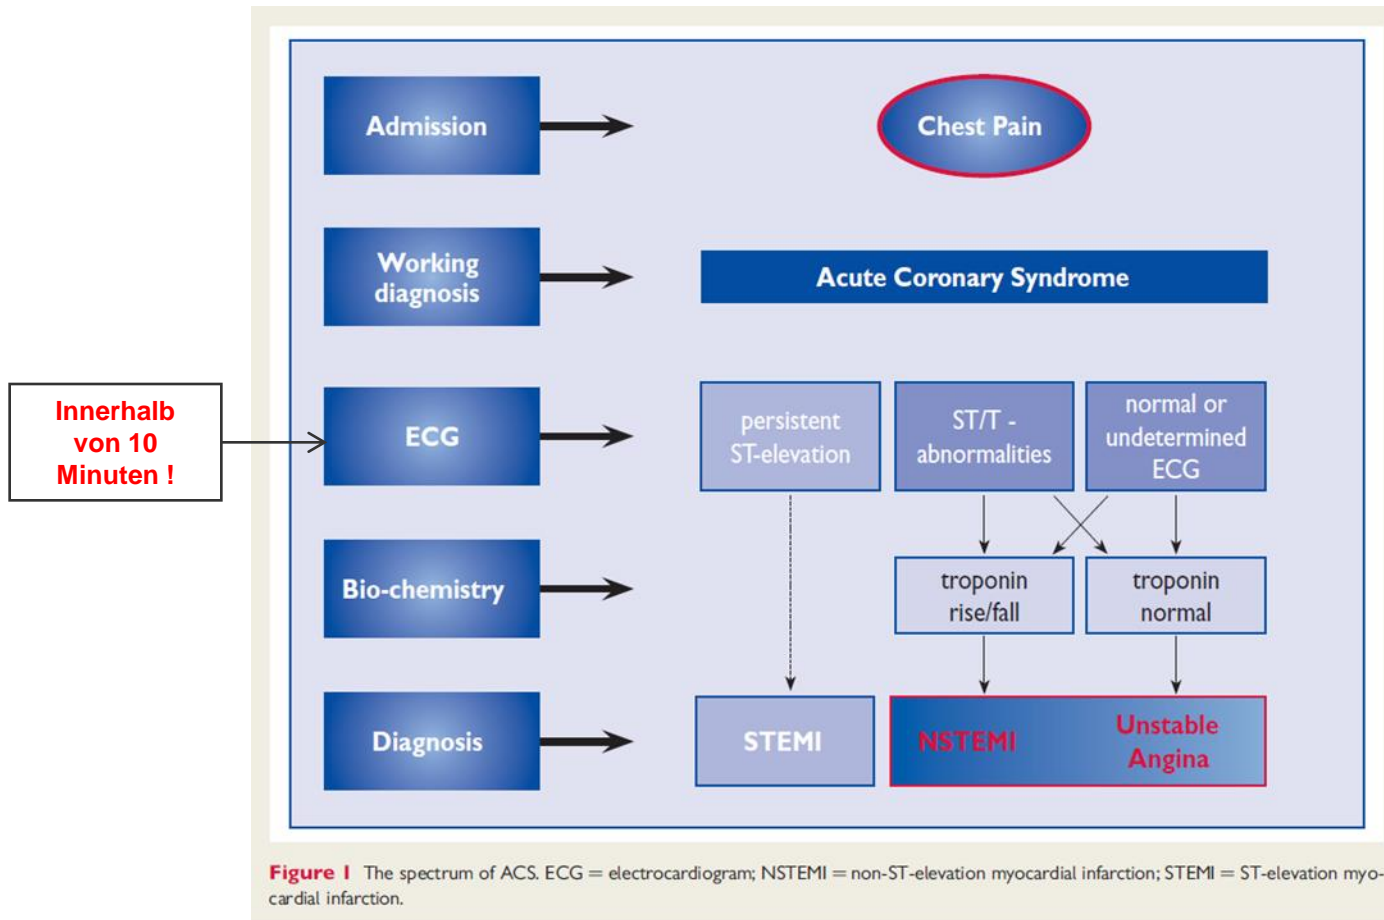 Admission
Chest Pain
Working
diagnosis
Acute Coronary Syndrome
Innerhalb
von 10
Minuten !
ECG
persistent
ST-elevation
ST/T -
abnormalities
normal or
undetermined
ECG
Bio-chemistry
troponin
rise/fall
troponin
normal
Diagnosis
STEMI
NSTEMI
Unstable
Angina
Figure 1 The spectrum of ACS. ECG = electrocardiogram; NSTEMI = non-ST-elevation myocardial infarction; STEMI = ST-elevation myo-
cardial infarction.